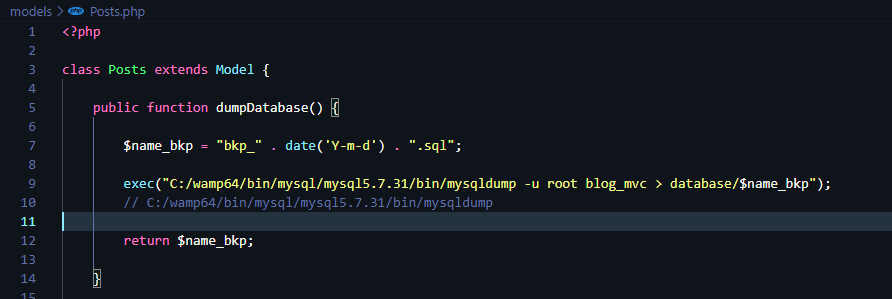 models > Posts.php
1 <?php
2
3 class Posts extends Model {
4
5 public function dumpDatabase() {
6
7 $name_bkp = "bkp_" . date('Y-m-d') . ".sql";
8
9 exec("C:/wamp64/bin/mysql/mysql5.7.31/bin/mysqldump -u root blog_mvc > database/$name_bkp");
10 // C:/wamp64/bin/mysql/mysql5.7.31/bin/mysqldump
11
12 return $name_bkp;
13
14 }
15